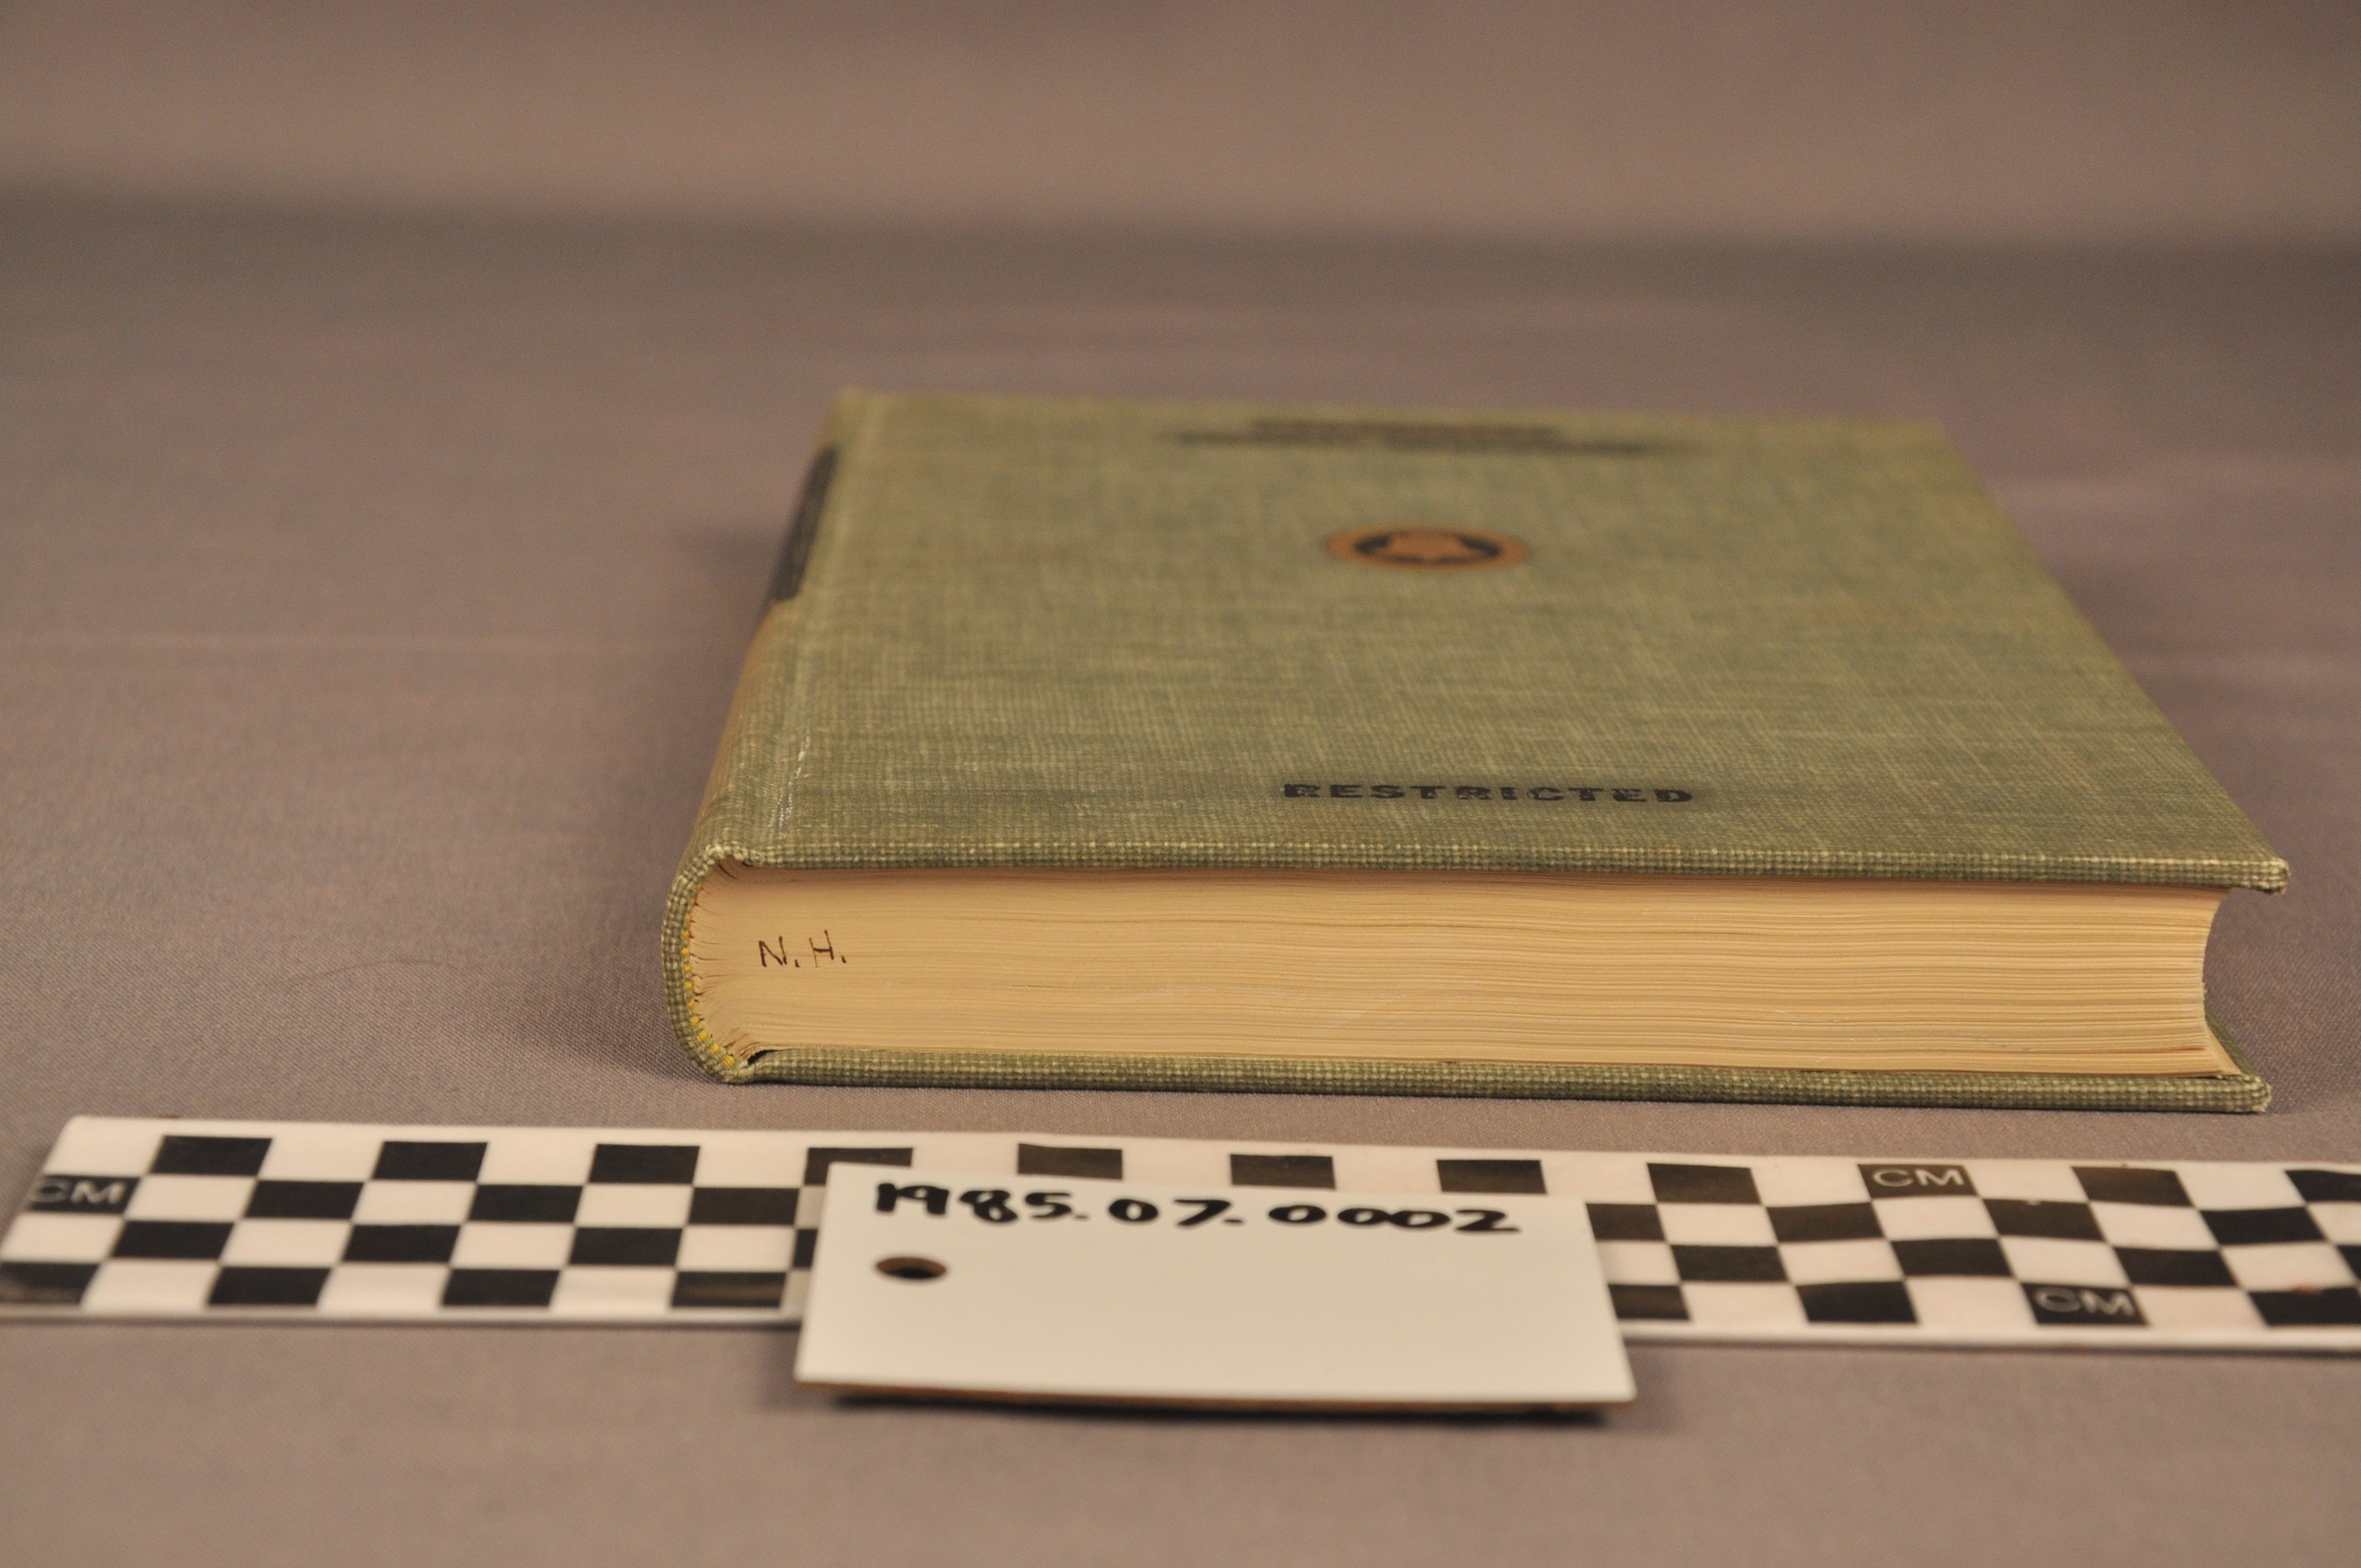 RESTRICTED
N.H.
CM
CM
1985.07.0002
CM